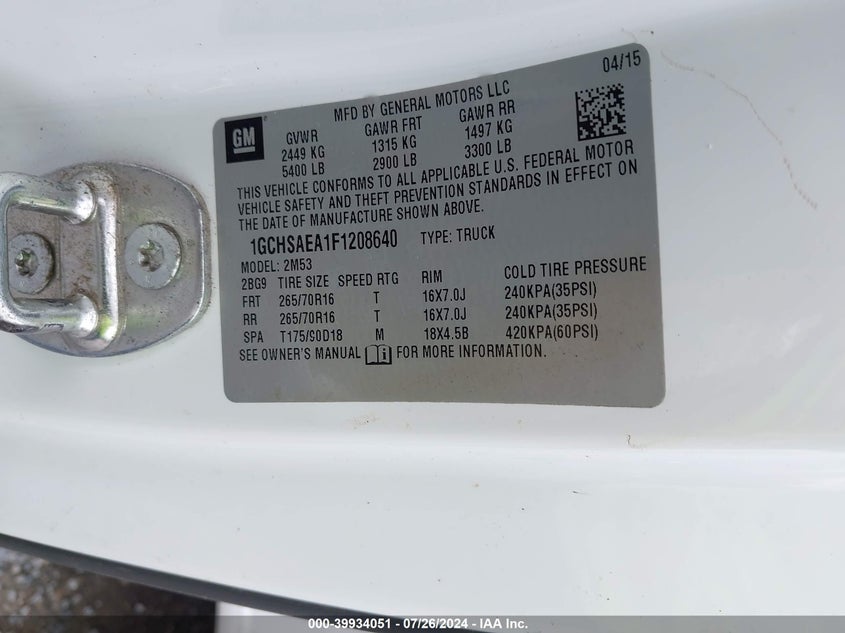 04/15
MFD BY GENERAL MOTORS LLC
GM
GVWR GAWR FRT GAWR RR
2449 KG 1315 KG 1497 KG
5400 LB 2900 LB 3300 LB
THIS VEHICLE CONFORMS TO ALL APPLICABLE U.S. FEDERAL MOTOR
VEHICLE SAFETY AND THEFT PREVENTION STANDARDS IN EFFECT ON
THE DATE OF MANUFACTURE SHOWN ABOVE.
1GCHSAEA1F1208640 TYPE: TRUCK
MODEL: 2M53
2BG9 TIRE SIZE SPEED RTG RIM COLD TIRE PRESSURE
FRT 265/70R16 T 16X7.0J 240KPA(35PSI)
RR 265/70R16 T 16X7.0J 240KPA(35PSI)
SPA T175/90D18 M 18X4.5B 420KPA(60PSI)
SEE OWNER'S MANUAL FOR MORE INFORMATION.
000-39934051 - 07/26/2024 - IAA Inc.